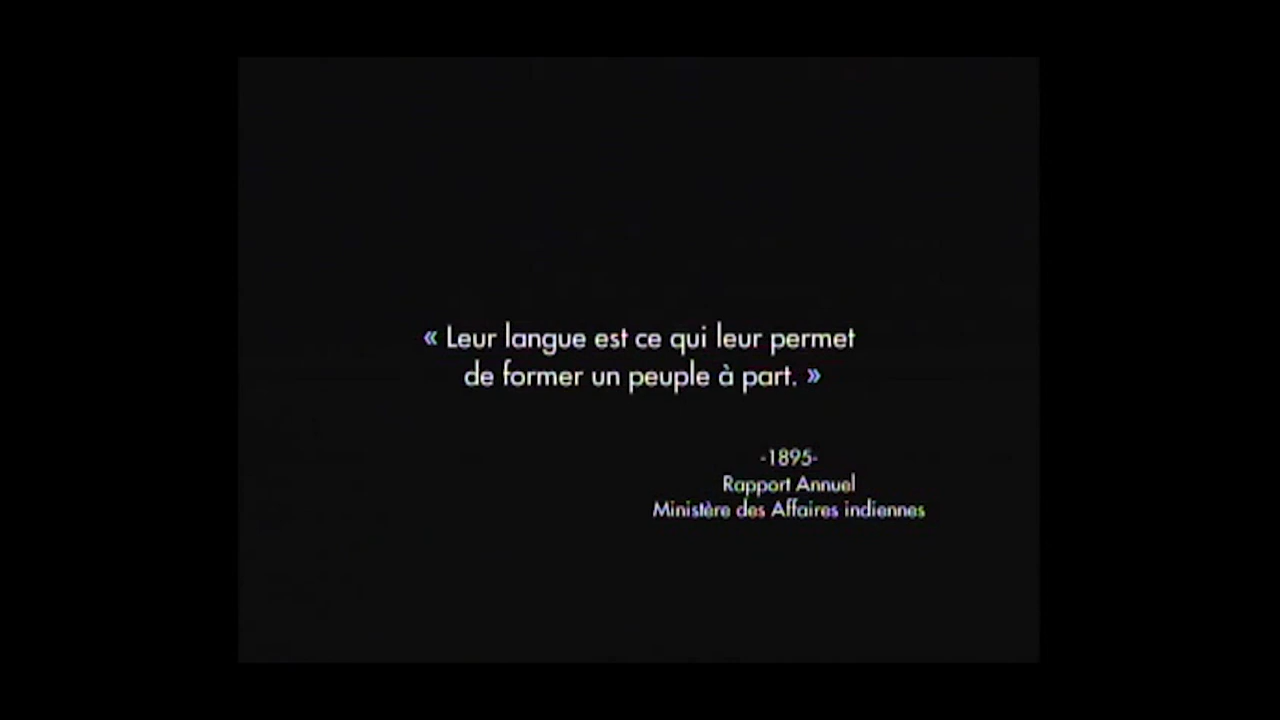 « Leur langue est ce qui leur permet
de former un peuple à part. »
-1895-
Rapport Annuel
Ministère des Affaires indiennes